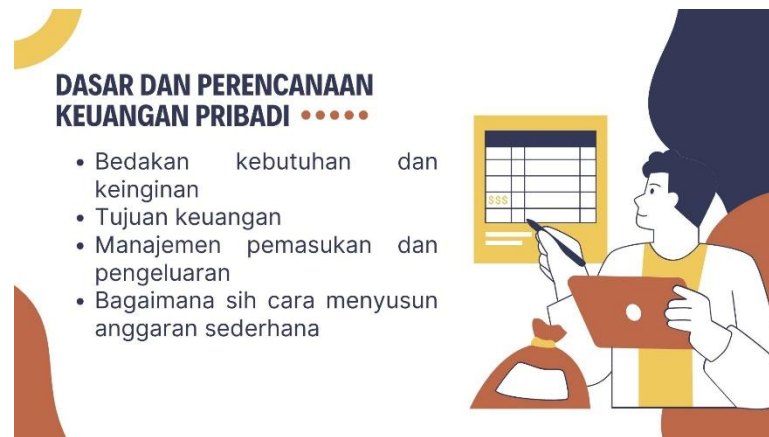 DASAR DAN PERENCANAAN
KEUANGAN PRIBADI
• Bedakan kebutuhan dan
keinginan
• Tujuan keuangan
• Manajemen pemasukan dan
pengeluaran
• Bagaimana sih cara menyusun
anggaran sederhana
$$$